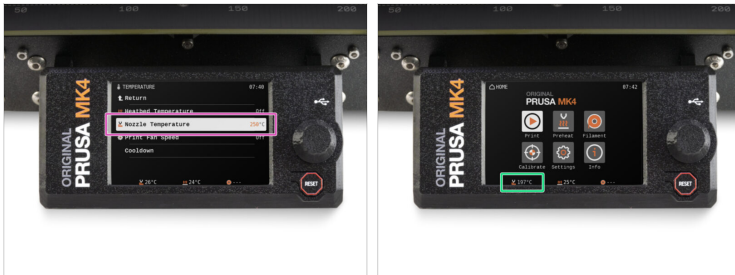 50 100 150 200
TEMPERATURE 07:40
Return
Heatbed Temperature Off
Nozzle Temperature 250°C
Print Fan Speed Off
Cooldown
26°C 24°C ---
ORIGINAL
PRUSA MK4
RESET
50 100 150 200
HOME 07:42
ORIGINAL
PRUSA MK4
Print Preheat Filament
Calibrate Settings Info
197°C 25°C ---
ORIGINAL
PRUSA MK4
RESET